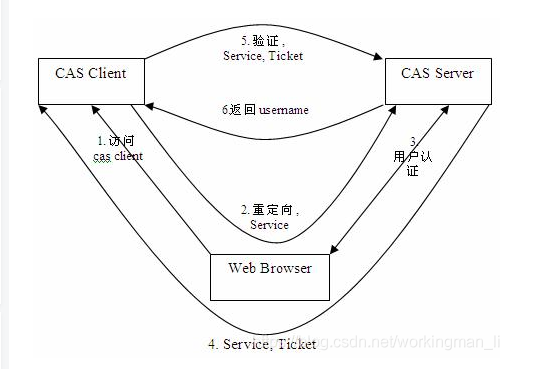 5. 验证,
Service, Ticket
CAS Client
CAS Server
6返回 username
1. 访问
cas client
3.
用户认
证
2. 重定向,
Service
Web Browser
blog.csdn.net/workingman_li
4. Service, Ticket